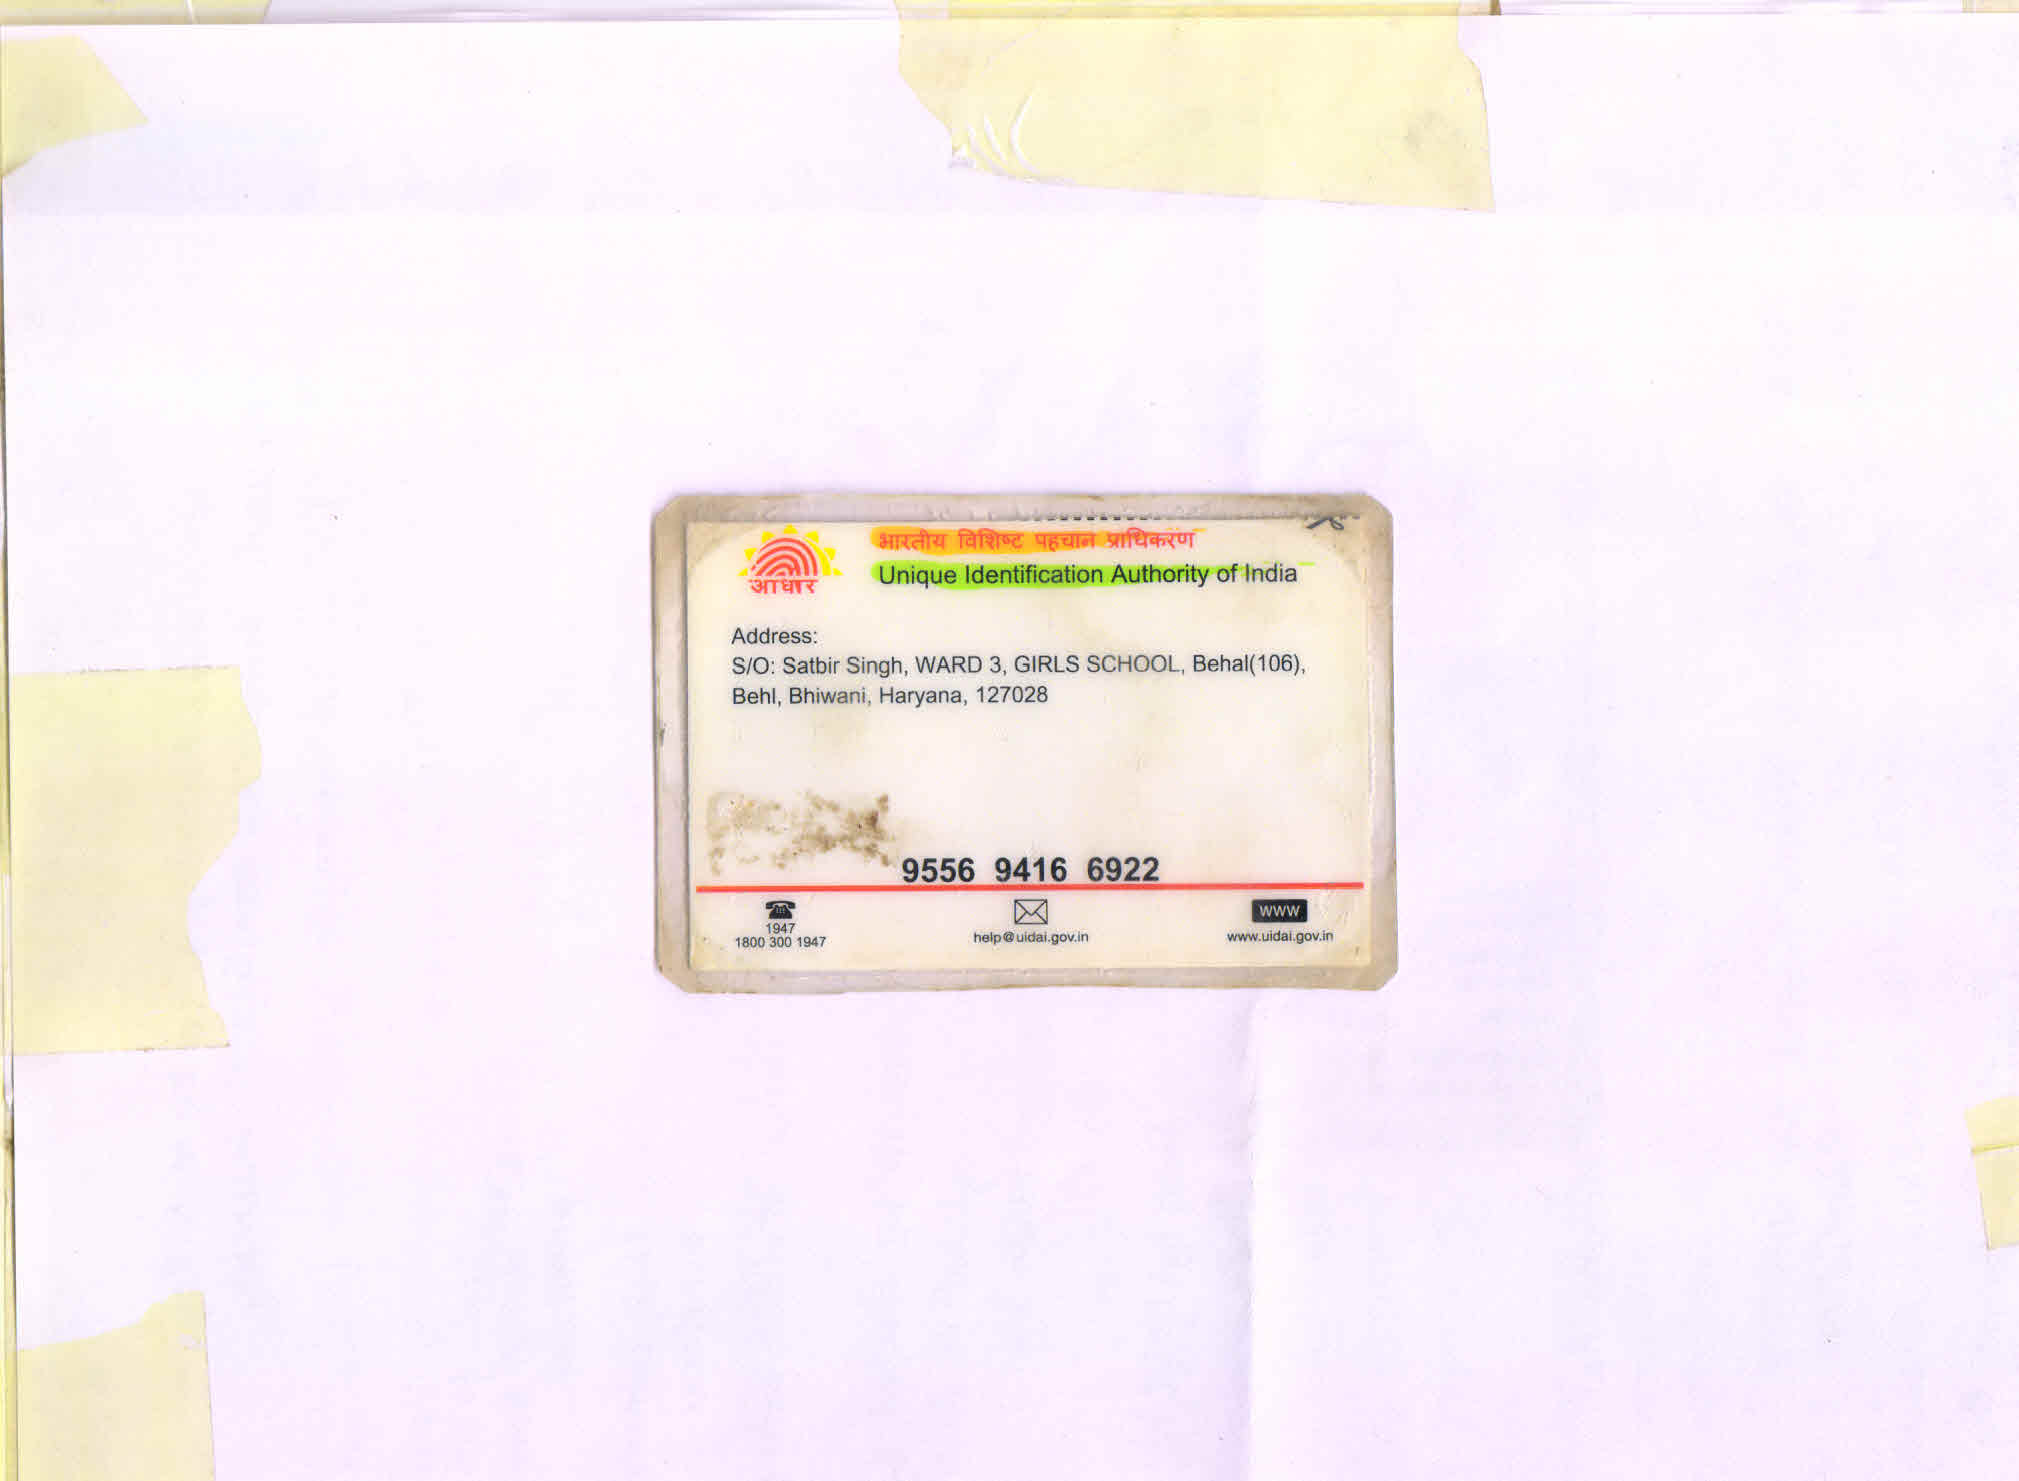 आधार
भारतीय विशिष्ट पहचान प्राधिकरण
Unique Identification Authority of India
Address:
S/O: Satbir Singh, WARD 3, GIRLS SCHOOL, Behal(106),
Behl, Bhiwani, Haryana, 127028
9556 9416 6922
1947
1800 300 1947
help@uidai.gov.in
WWW
www.uidai.gov.in